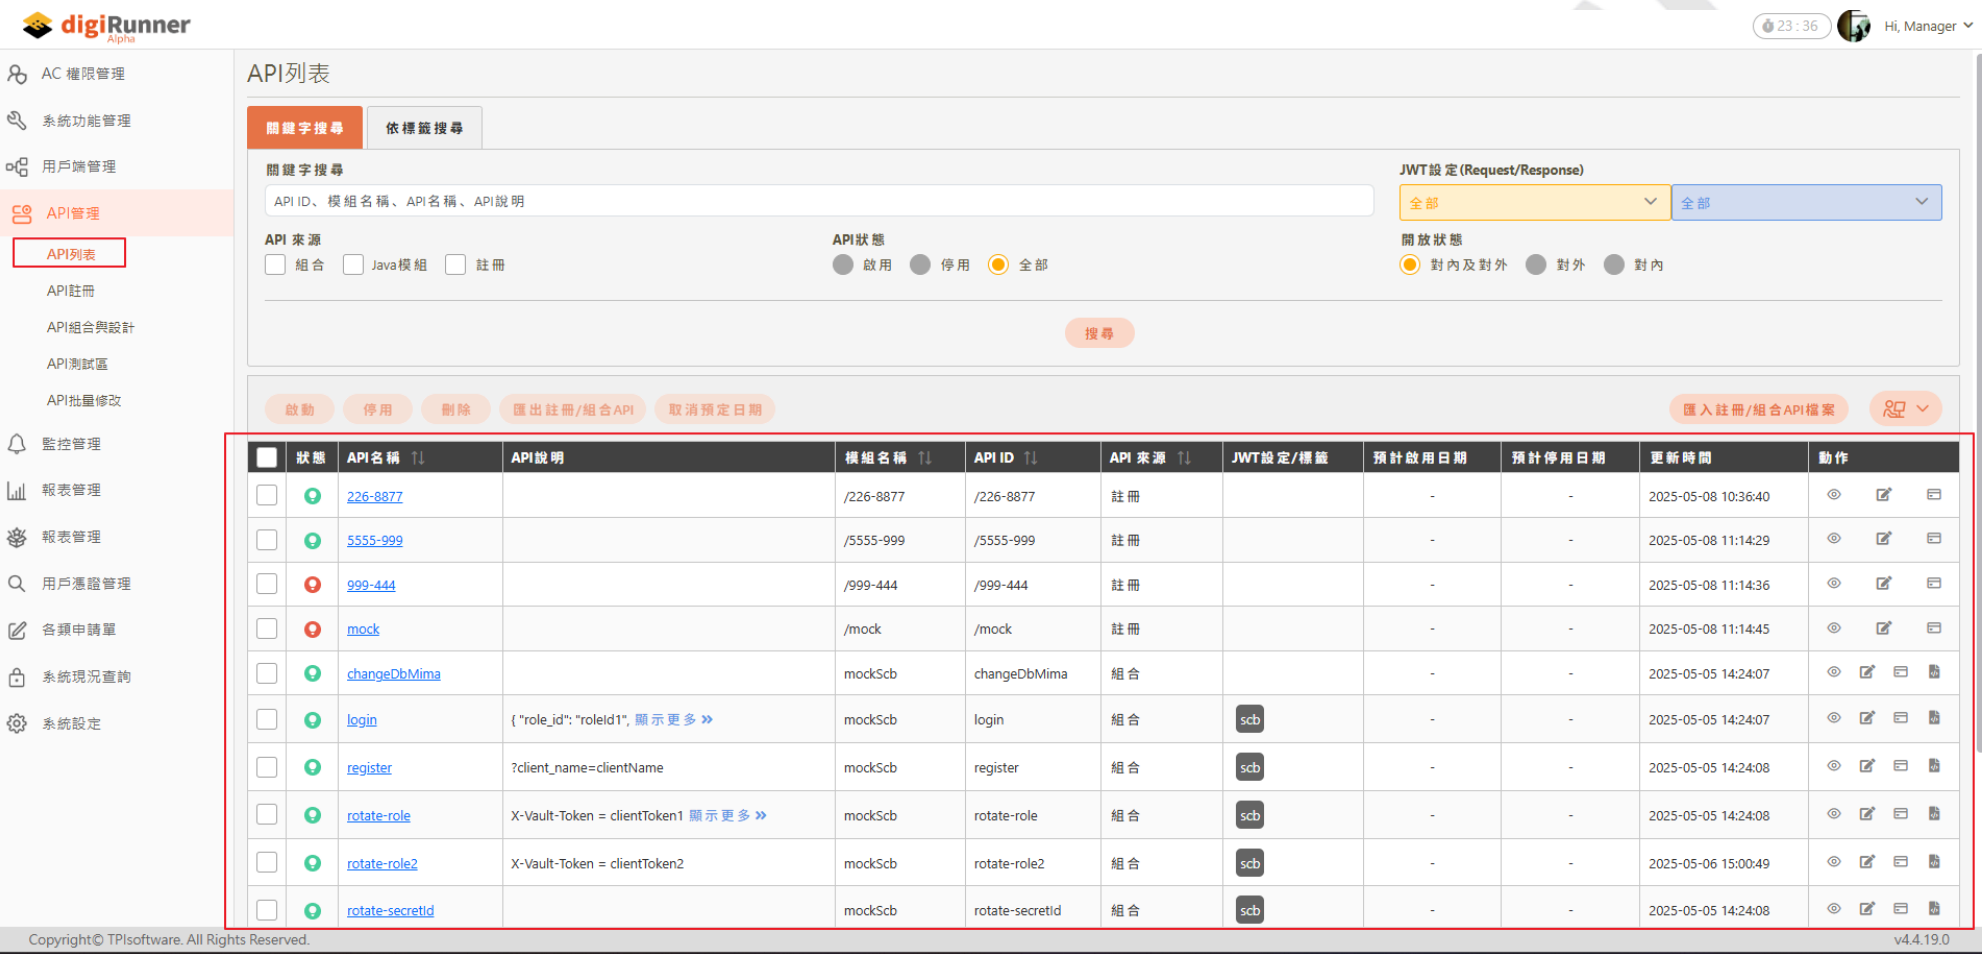 digiRunner
Alpha
23 : 36
Hi, Manager
AC 權限管理
系統功能管理
用戶端管理
API管理
API列表
API註冊
API組合與設計
API測試區
API批量修改
監控管理
報表管理
報表管理
用戶憑證管理
各類申請單
系統現況查詢
系統設定
API列表
關鍵字搜尋 依標籤搜尋
關鍵字搜尋 JWT設定(Request/Response)
API ID、模組名稱、API名稱、API說明 全部 全部
API 來源 API狀態 開放狀態
組合 Java模組 註冊 啟用 停用 全部 對內及對外 對外 對內
搜尋
啟動 停用 刪除 匯出註冊/組合API 取消預定日期 匯入註冊/組合API檔案
狀態 API名稱 API說明 模組名稱 API ID API 來源 JWT設定/標籤 預計啟用日期 預計停用日期 更新時間 動作
226-8877 /226-8877 /226-8877 註冊 - - 2025-05-08 10:36:40
5555-999 /5555-999 /5555-999 註冊 - - 2025-05-08 11:14:29
999-444 /999-444 /999-444 註冊 - - 2025-05-08 11:14:36
mock /mock /mock 註冊 - - 2025-05-08 11:14:45
changeDbMima mockScb changeDbMima 組合 - - 2025-05-05 14:24:07
login { "role_id": "roleId1", 顯示更多 » mockScb login 組合 scb - - 2025-05-05 14:24:07
register ?client_name=clientName mockScb register 組合 scb - - 2025-05-05 14:24:08
rotate-role X-Vault-Token = clientToken1 顯示更多 » mockScb rotate-role 組合 scb - - 2025-05-05 14:24:08
rotate-role2 X-Vault-Token = clientToken2 mockScb rotate-role2 組合 scb - - 2025-05-06 15:00:49
rotate-secretId mockScb rotate-secretId 組合 scb - - 2025-05-05 14:24:08
Copyright© TPIsoftware. All Rights Reserved. v4.4.19.0